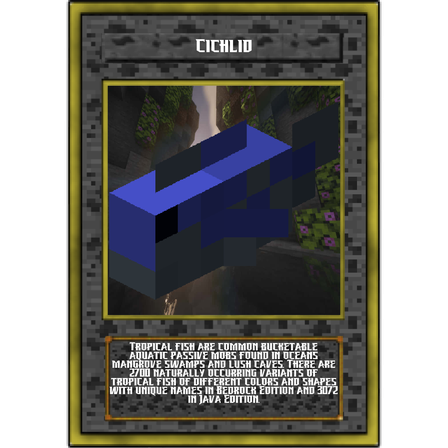 CICHLID
TROPICAL FISH ARE COMMON BUCKETABLE
AQUATIC PASSIVE MOBS FOUND IN OCEANS
MANGROVE SWAMPS AND LUSH CAVES. THERE ARE
2700 NATURALLY OCCURRING VARIANTS OF
TROPICAL FISH OF DIFFERENT COLORS AND SHAPES
WITH UNIQUE NAMES IN BEDROCK EDITION AND 3072
IN JAVA EDITION.